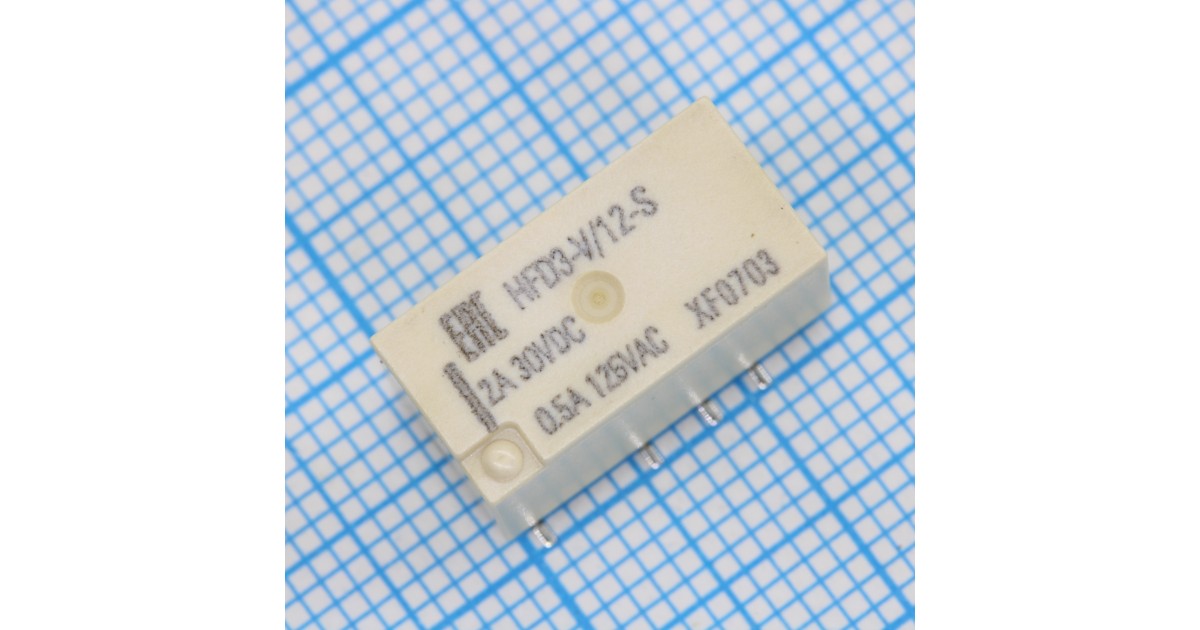 HFD3-V/12-S
2A 30VDC
0.5A 125VAC XF0703